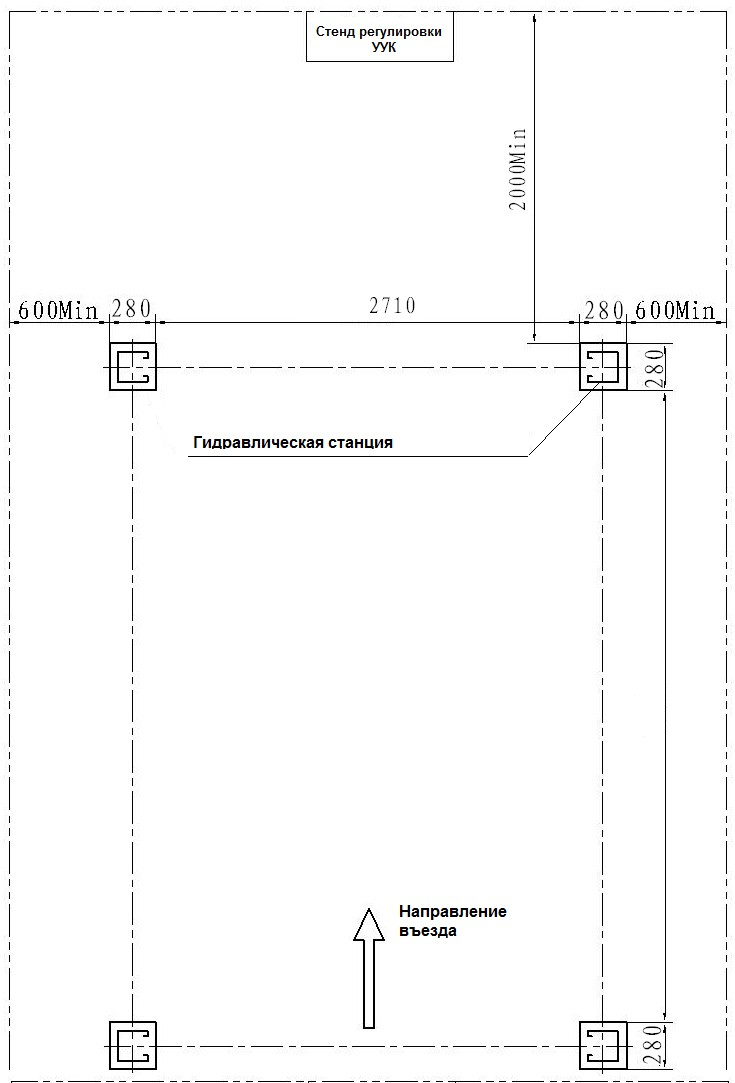 Стенд регулировки
УУК
2000Min
600Min 280 2710 280 600Min
280
Гидравлическая станция
Направление
въезда
280